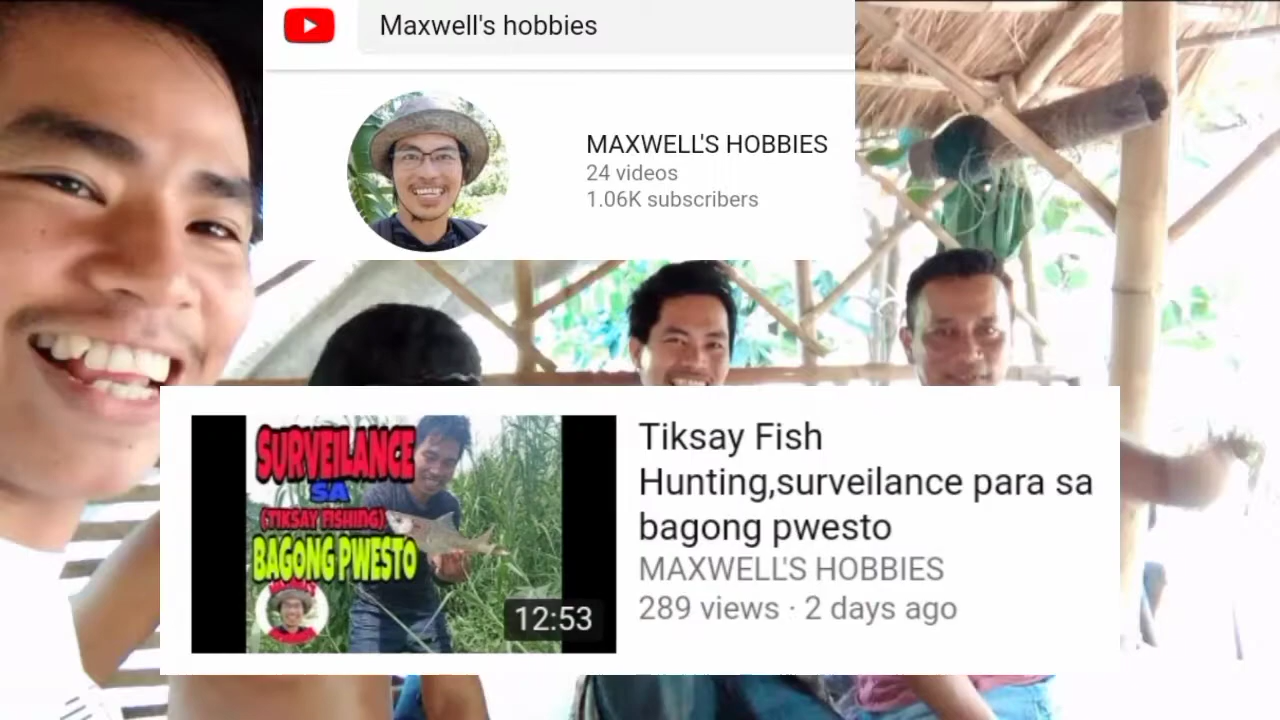 Maxwell's hobbies
MAXWELL'S HOBBIES
24 videos
1.06K subscribers
SURVEILANCE
SA
(TIKSAY FISHING)
BAGONG PWESTO
12:53
Tiksay Fish
Hunting,surveilance para sa
bagong pwesto
MAXWELL'S HOBBIES
289 views · 2 days ago